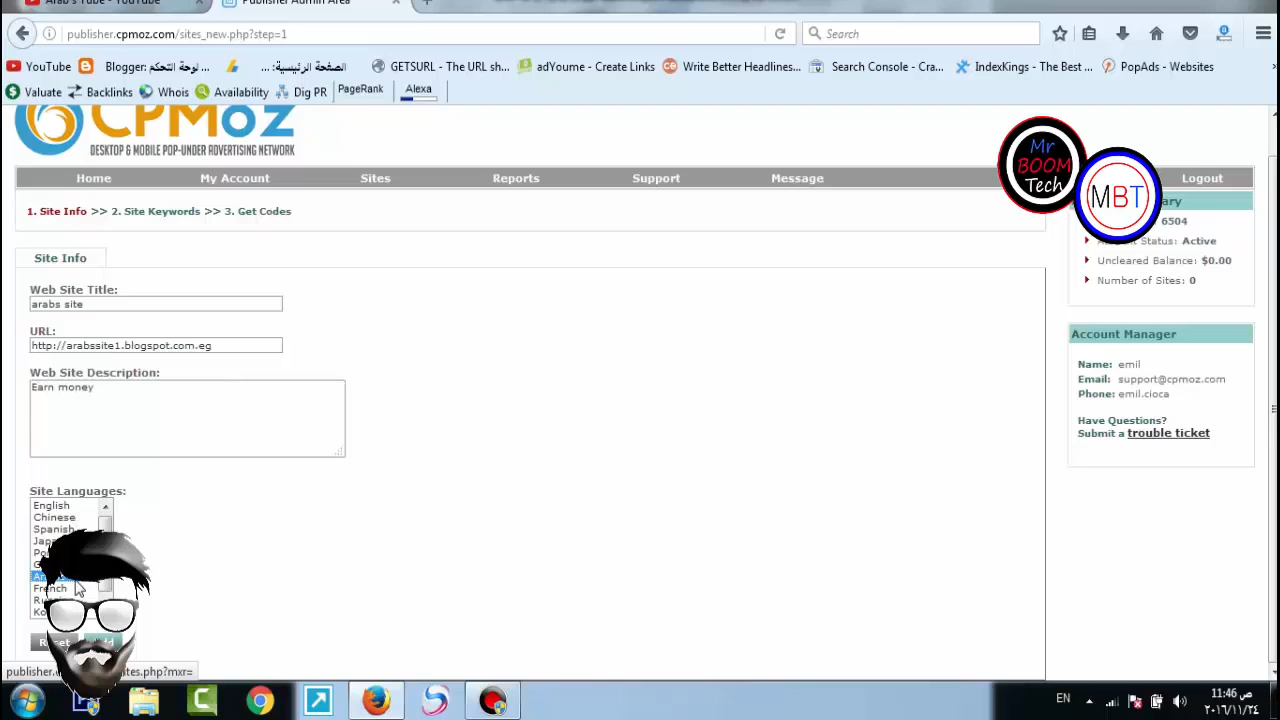 Arab's Tube - YouTube
Publisher Admin Area
publisher.cpmoz.com/sites_new.php?step=1
Search
YouTube
Blogger: لوحة التحكم ...
الصفحة الرئيسية: ...
GETSURL - The URL sh...
adYoume - Create Links
Write Better Headlines...
Search Console - Cra...
IndexKings - The Best ...
PopAds - Websites
Valuate
Backlinks
Whois
Availability
Dig PR
PageRank
Alexa
CPMOZ
DESKTOP & MOBILE POP-UNDER ADVERTISING NETWORK
Mr
BOOM
Tech
MBT
Home
My Account
Sites
Reports
Support
Message
Logout
1. Site Info >> 2. Site Keywords >> 3. Get Codes
6504
Account Status: Active
Uncleared Balance: $0.00
Number of Sites: 0
Site Info
Web Site Title:
arabs site
URL:
http://arabssite1.blogspot.com.eg
Web Site Description:
Earn money
Account Manager
Name: emil
Email: support@cpmoz.com
Phone: emil.cioca
Have Questions?
Submit a trouble ticket
Site Languages:
English
Chinese
Spanish
French
EN
11:46 ص
٢٠١٦/١١/٢٤